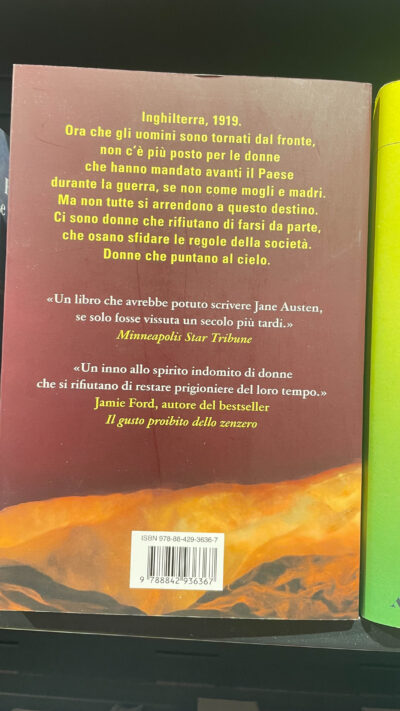 Inghilterra, 1919.
Ora che gli uomini sono tornati dal fronte,
non c'è più posto per le donne
che hanno mandato avanti il Paese
durante la guerra, se non come mogli e madri.
Ma non tutte si arrendono a questo destino.
Ci sono donne che rifiutano di farsi da parte,
che osano sfidare le regole della società.
Donne che puntano al cielo.
«Un libro che avrebbe potuto scrivere Jane Austen,
se solo fosse vissuta un secolo più tardi.»
Minneapolis Star Tribune
«Un inno allo spirito indomito di donne
che si rifiutano di restare prigioniere del loro tempo.»
Jamie Ford, autore del bestseller
Il gusto proibito dello zenzero
ISBN 978-88-429-3636-7
9 788842 936367